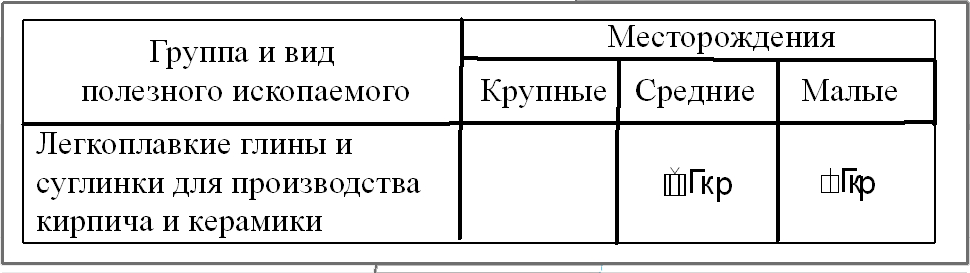 Группа и вид
полезного ископаемого
Месторождения
Крупные Средние Малые
Легкоплавкие глины и
суглинки для производства
кирпича и керамики
Гкр Гкр